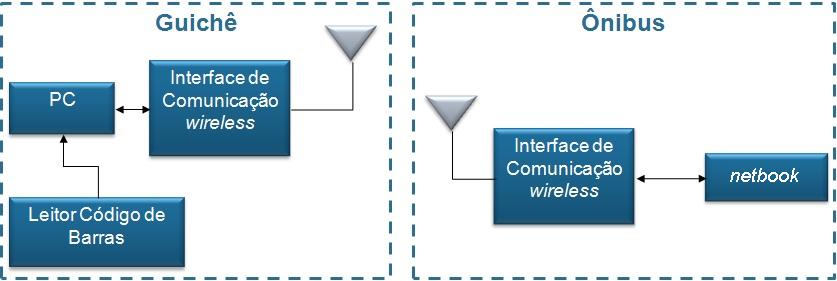 Guichê
PC
Interface de
Comunicação
wireless
Leitor Código de
Barras
Ônibus
Interface de
Comunicação
wireless
netbook